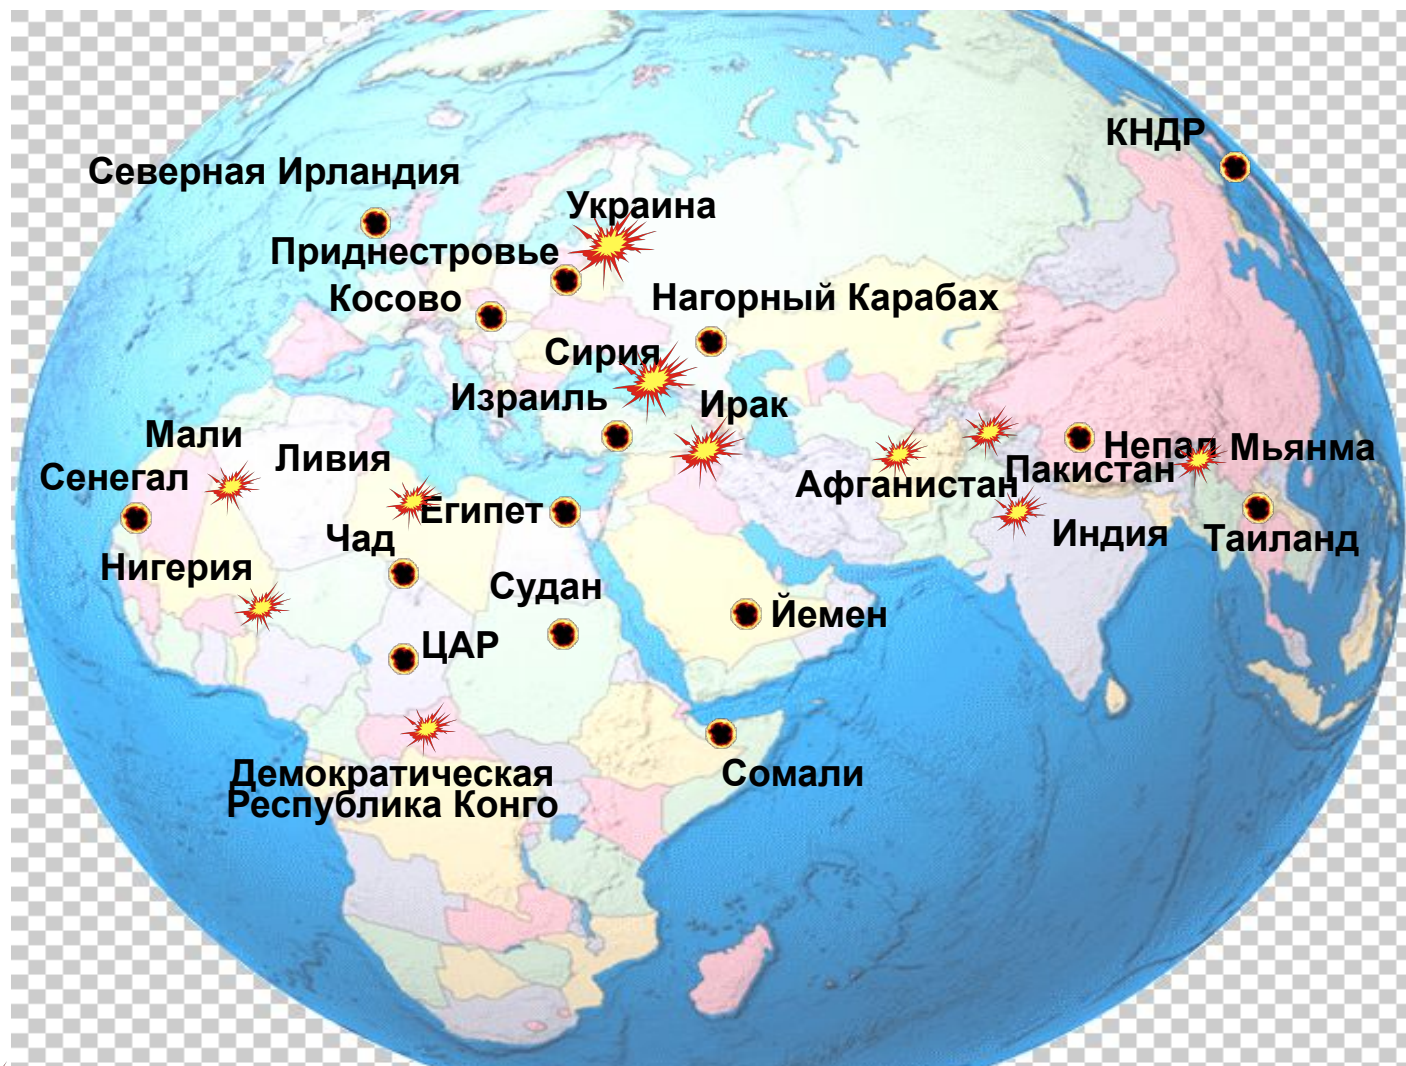 КНДР
Северная Ирландия
Украина
Приднестровье
Косово
Нагорный Карабах
Сирия
Израиль
Ирак
Мали
Ливия
Непал
Мьянма
Сенегал
Пакистан
Афганистан
Египет
Чад
Индия
Таиланд
Нигерия
Судан
Йемен
ЦАР
Демократическая
Республика Конго
Сомали